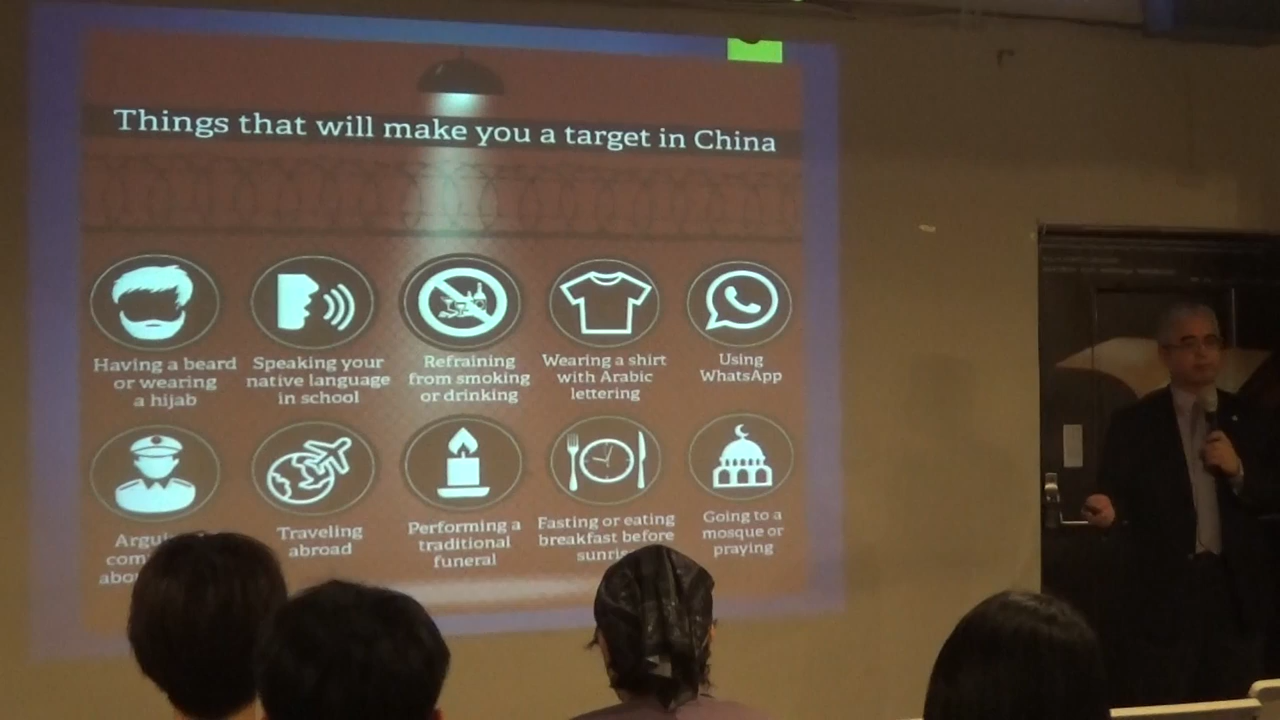 Things that will make you a target in China
Having a beard
or wearing
a hijab
Speaking your
native language
in school
Refraining
from smoking
or drinking
Wearing a shirt
with Arabic
lettering
Using
WhatsApp
Traveling
abroad
Performing a
traditional
funeral
Fasting or eating
breakfast before
Going to a
mosque or
praying